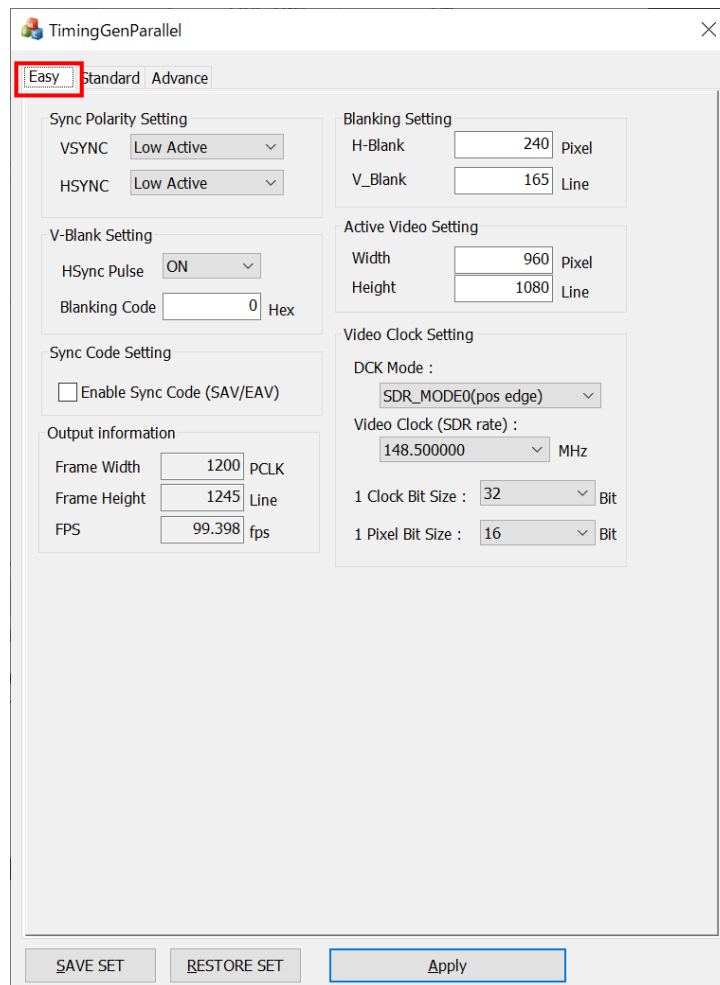 TimingGenParallel
Easy Standard Advance
Sync Polarity Setting
VSYNC Low Active
HSYNC Low Active
V-Blank Setting
HSync Pulse ON
Blanking Code 0 Hex
Sync Code Setting
Enable Sync Code (SAV/EAV)
Output information
Frame Width 1200 PCLK
Frame Height 1245 Line
FPS 99.398 fps
Blanking Setting
H-Blank 240 Pixel
V_Blank 165 Line
Active Video Setting
Width 960 Pixel
Height 1080 Line
Video Clock Setting
DCK Mode :
SDR_MODE0(pos edge)
Video Clock (SDR rate) :
148.500000 MHz
1 Clock Bit Size : 32 Bit
1 Pixel Bit Size : 16 Bit
SAVE SET RESTORE SET Apply